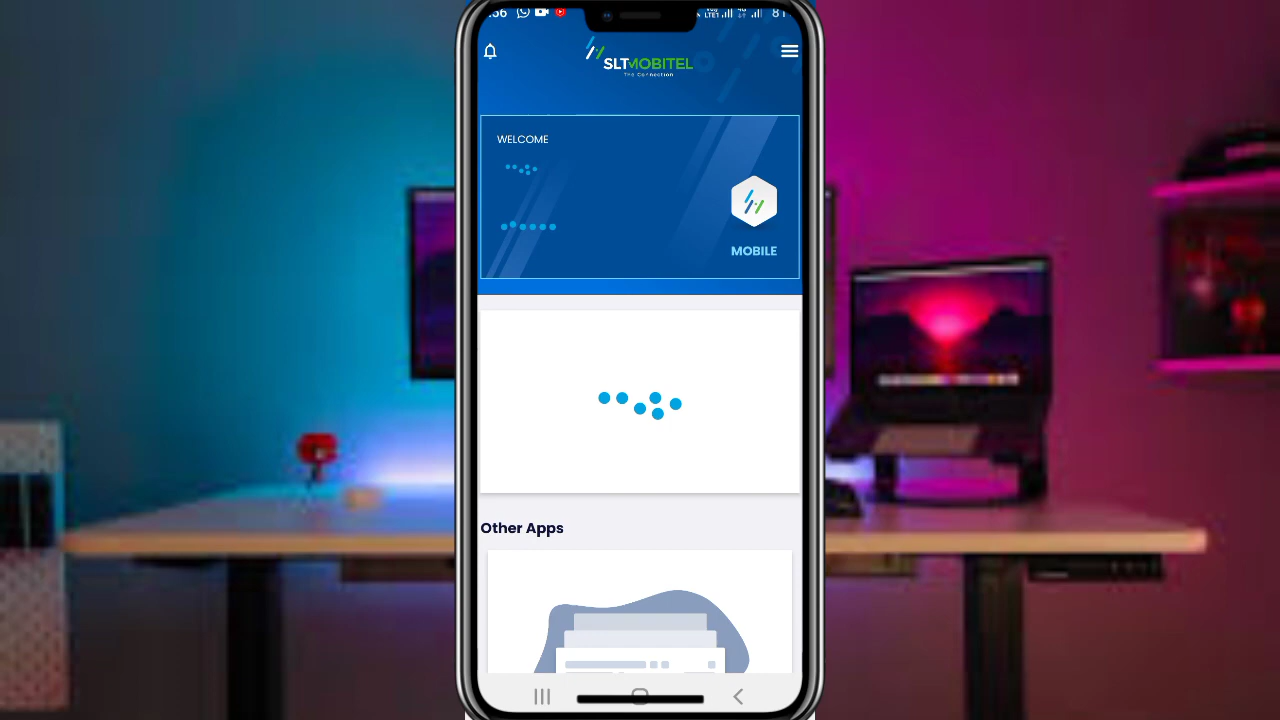 SLTMOBITEL
The Connection
WELCOME
MOBILE
Other Apps